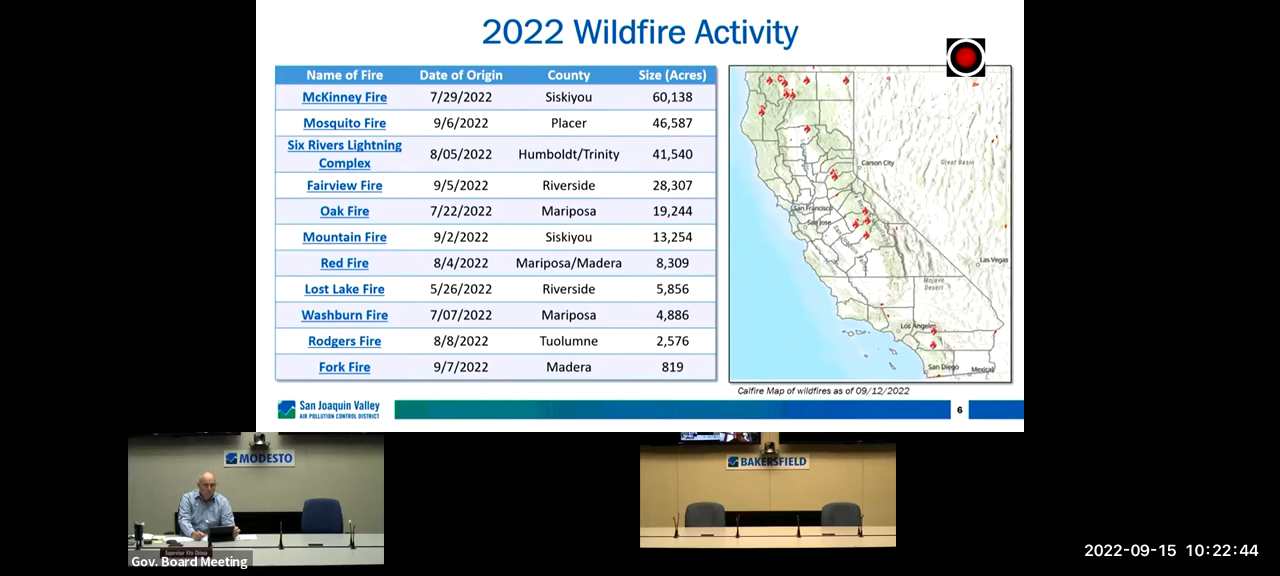 2022 Wildfire Activity
Name of Fire Date of Origin County Size (Acres)
McKinney Fire 7/29/2022 Siskiyou 60,138
Mosquito Fire 9/6/2022 Placer 46,587
Six Rivers Lightning
Complex 8/05/2022 Humboldt/Trinity 41,540
Fairview Fire 9/5/2022 Riverside 28,307
Oak Fire 7/22/2022 Mariposa 19,244
Mountain Fire 9/2/2022 Siskiyou 13,254
Red Fire 8/4/2022 Mariposa/Madera 8,309
Lost Lake Fire 5/26/2022 Riverside 5,856
Washburn Fire 7/07/2022 Mariposa 4,886
Rodgers Fire 8/8/2022 Tuolumne 2,576
Fork Fire 9/7/2022 Madera 819
Carson City
Great Basin
San Francisco
San Jose
Las Vegas
Mojave
Desert
Los Angeles
San Diego
Mexicali
Calfire Map of wildfires as of 09/12/2022
San Joaquin Valley
AIR POLLUTION CONTROL DISTRICT
6
MODESTO
BAKERSFIELD
Gov. Board Meeting
2022-09-15 10:22:44